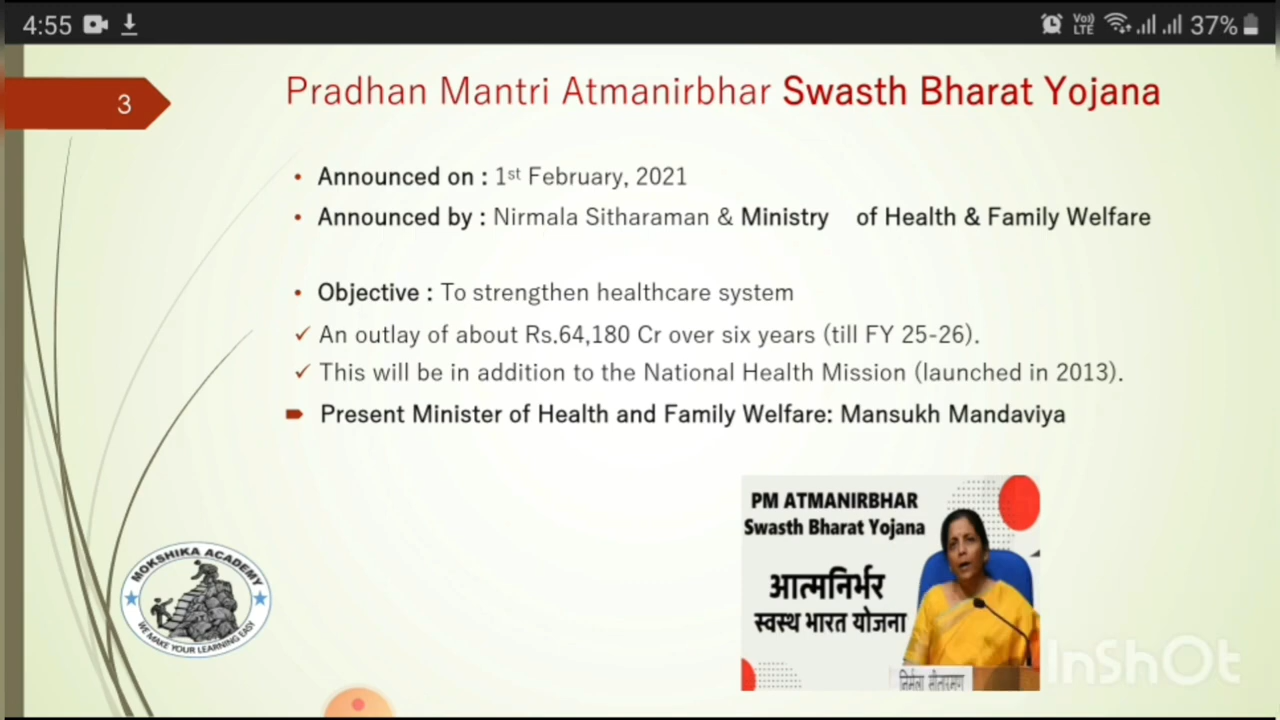 4:55
Vo))
LTE
37%
3
Pradhan Mantri Atmanirbhar Swasth Bharat Yojana
• Announced on : 1st February, 2021
• Announced by : Nirmala Sitharaman & Ministry of Health & Family Welfare
• Objective : To strengthen healthcare system
✓ An outlay of about Rs.64,180 Cr over six years (till FY 25-26).
✓ This will be in addition to the National Health Mission (launched in 2013).
Present Minister of Health and Family Welfare: Mansukh Mandaviya
PM ATMANIRBHAR
Swasth Bharat Yojana
आत्मनिर्भर
स्वस्थ भारत योजना
निर्मला सीतारमण
MOKSHIKA ACADEMY
WE MAKE YOUR LEARNING EASY
InShOt